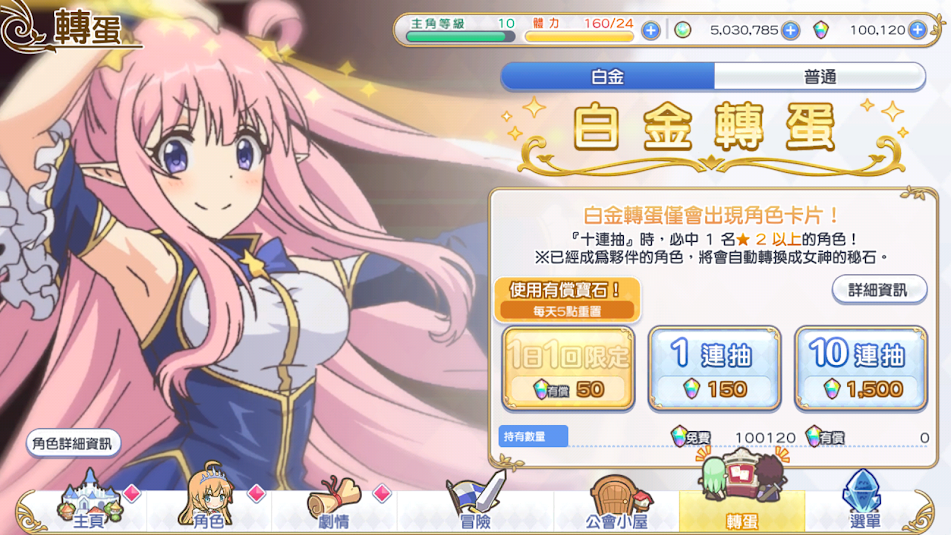 轉蛋
主角等級 10 體力 160/24 5,030,785 100,120
白金 普通
白金轉蛋
白金轉蛋僅會出現角色卡片！
『十連抽』時，必中 1 名★ 2 以上的角色！
※已經成為夥伴的角色，將會自動轉換成女神的秘石。
使用有償寶石！
每天5點重置
詳細資訊
1日1回限定 1 連抽 10 連抽
有償 50 150 1,500
持有數量 免費 100120 有償 0
角色詳細資訊
主頁 角色 劇情 冒險 公會小屋 轉蛋 選單